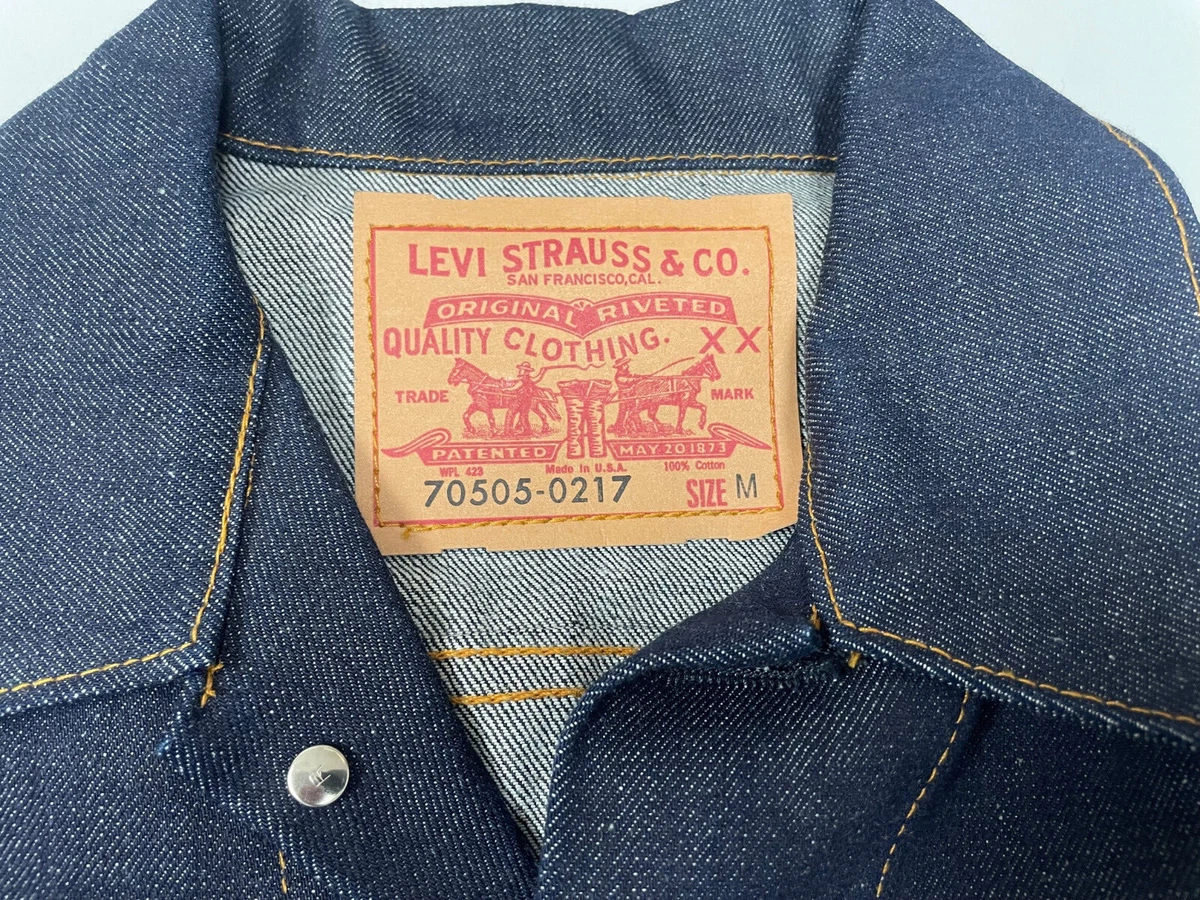 LEVI STRAUSS & CO.
SAN FRANCISCO, CAL.
ORIGINAL RIVETED
QUALITY CLOTHING. XX
TRADE MARK
PATENTED MAY 20 1873
WPL 423 Made in U.S.A. 100% Cotton
70505-0217 SIZE M